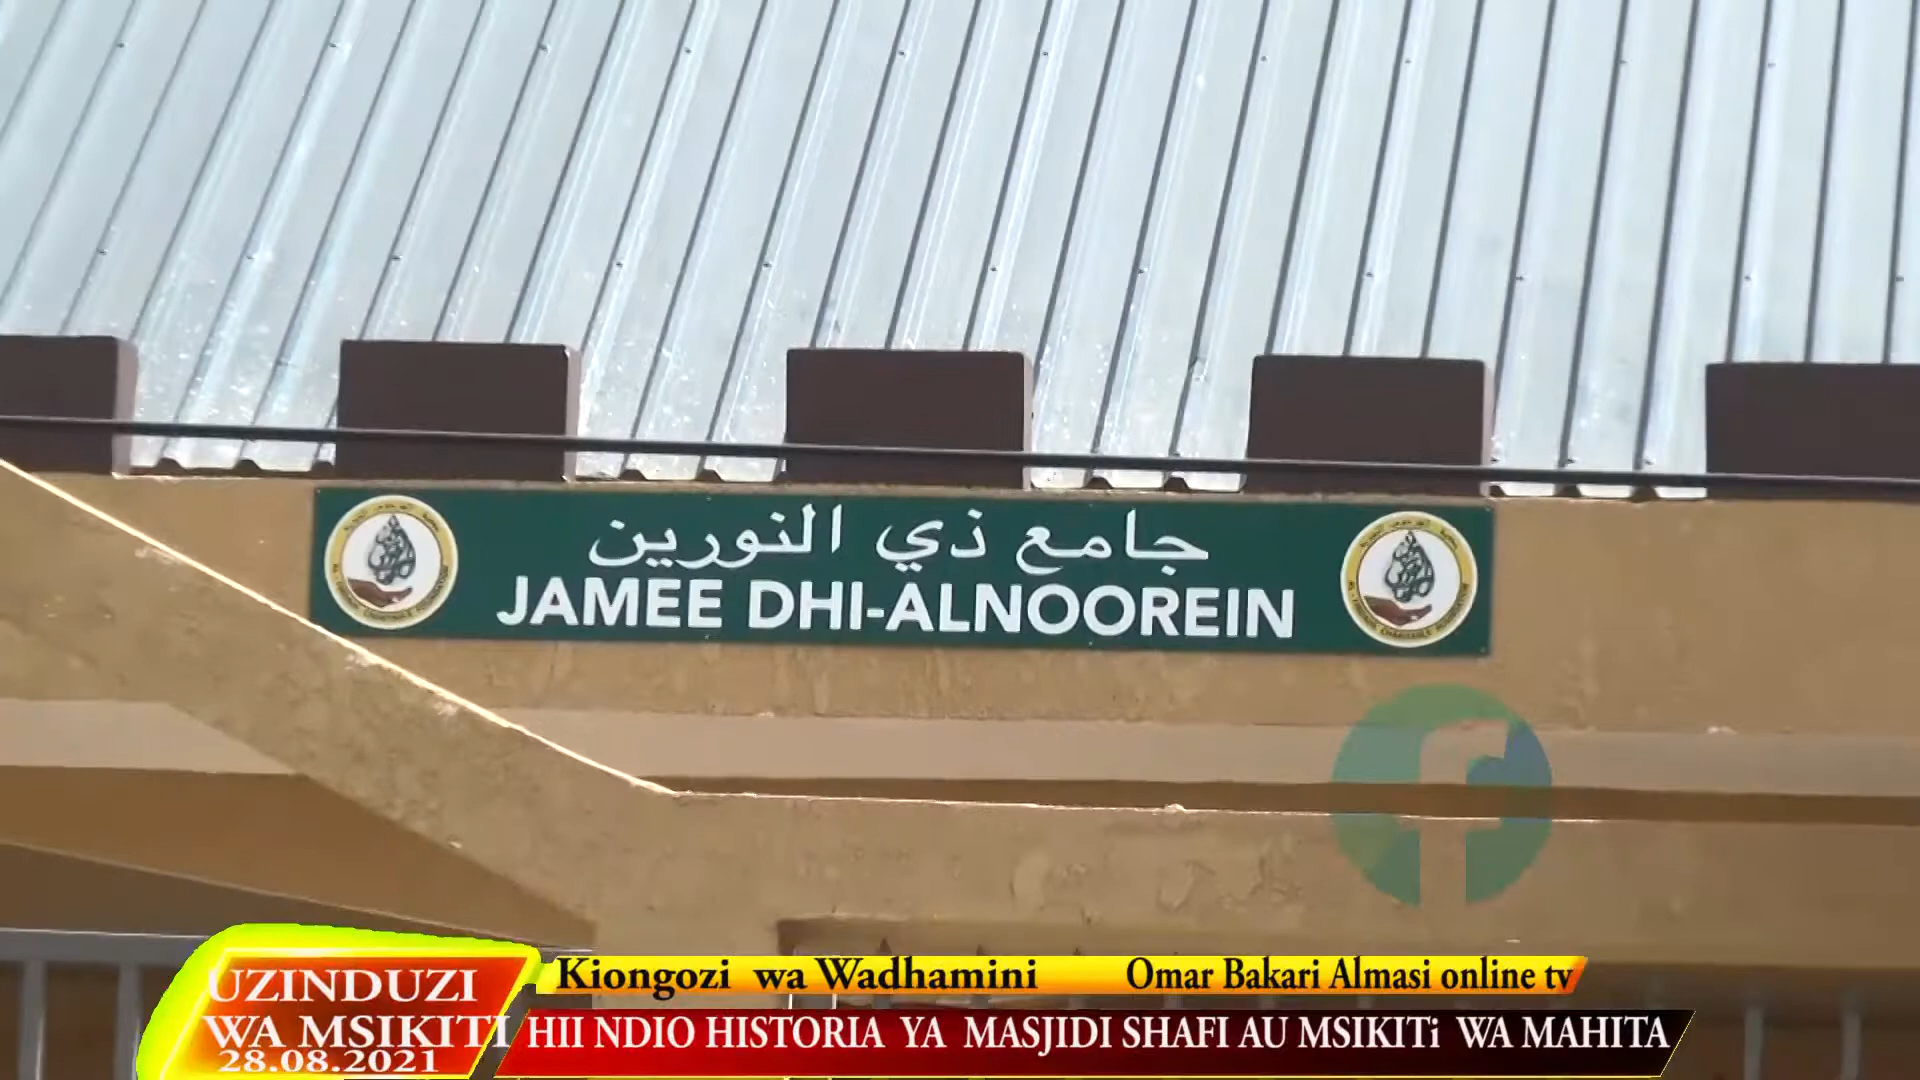 جامع ذي النورين
JAMEE DHI-ALNOOREIN
UZINDUZI
WA MSIKITI
28.08.2021
Kiongozi wa Wadhamini
Omar Bakari Almasi online tv
HII NDIO HISTORIA YA MASJIDI SHAFI AU MSIKITi WA MAHITA